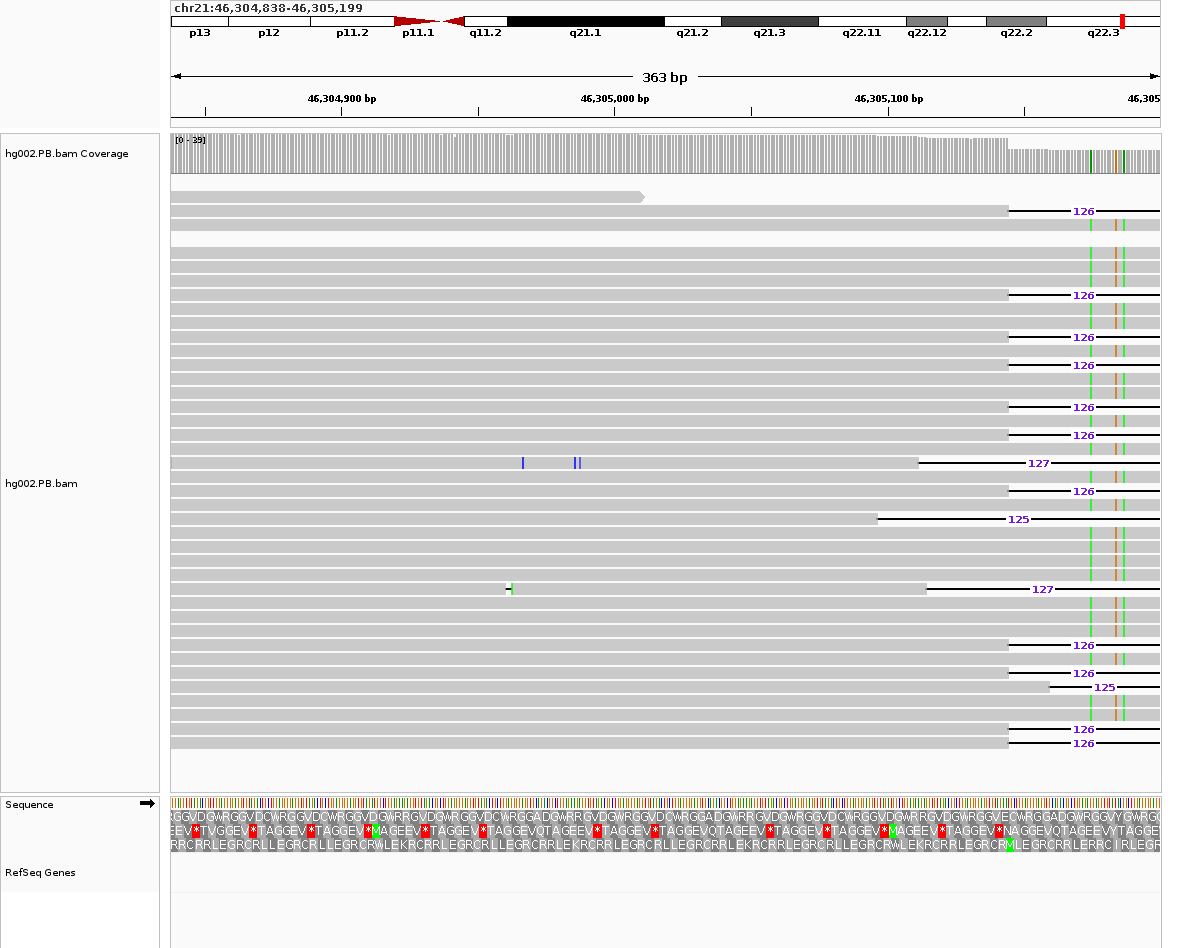 chr21:46,304,838-46,305,199
p13 p12 p11.2 p11.1 q11.2 q21.1 q21.2 q21.3 q22.11 q22.12 q22.2 q22.3
363 bp
46,304,900 bp 46,305,000 bp 46,305,100 bp 46,305
[0 - 35]
hg002.PB.bam Coverage
126
126
126
126
126
126
127
hg002.PB.bam
126
125
127
126
126
125
126
126
Sequence
RefSeq Genes